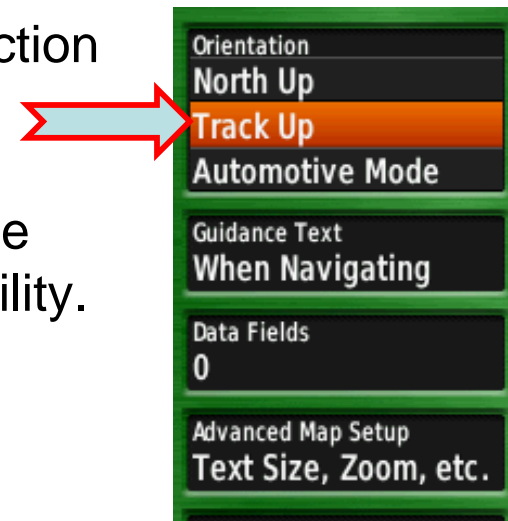 ction
e
ility.
Orientation
North Up
Track Up
Automotive Mode
Guidance Text
When Navigating
Data Fields
0
Advanced Map Setup
Text Size, Zoom, etc.